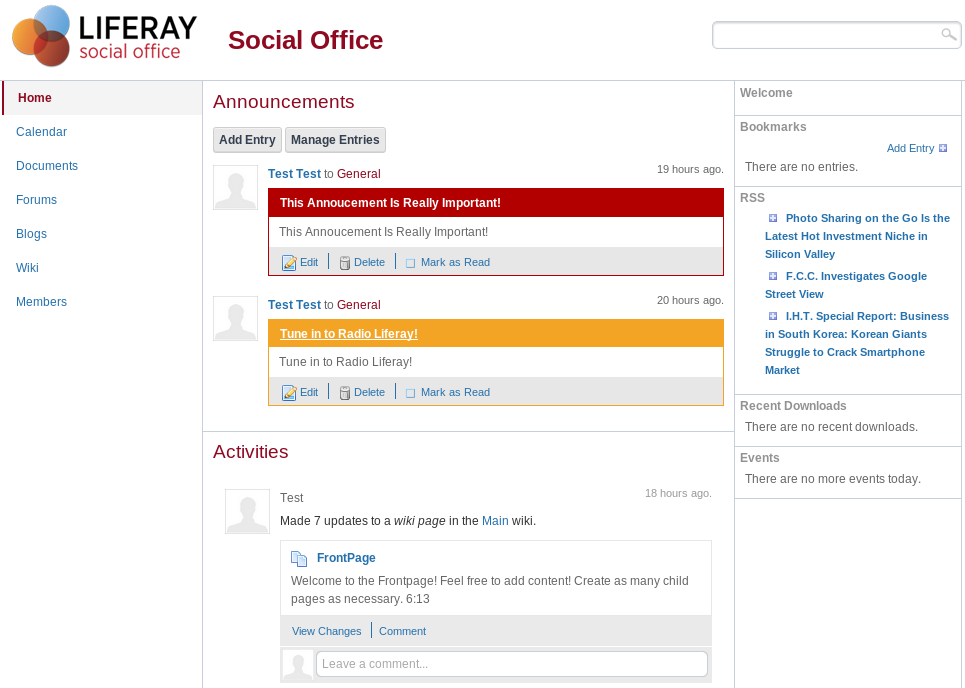 LIFERAY
social office
Social Office
Home
Calendar
Documents
Forums
Blogs
Wiki
Members
Announcements
Add Entry
Manage Entries
Test Test to General
19 hours ago.
This Annoucement Is Really Important!
This Annoucement Is Really Important!
Edit
Delete
Mark as Read
Test Test to General
20 hours ago.
Tune in to Radio Liferay!
Tune in to Radio Liferay!
Edit
Delete
Mark as Read
Activities
Test
18 hours ago.
Made 7 updates to a wiki page in the Main wiki.
FrontPage
Welcome to the Frontpage! Feel free to add content! Create as many child
pages as necessary. 6:13
View Changes
Comment
Leave a comment...
Welcome
Bookmarks
Add Entry
There are no entries.
RSS
Photo Sharing on the Go Is the
Latest Hot Investment Niche in
Silicon Valley
F.C.C. Investigates Google
Street View
I.H.T. Special Report: Business
in South Korea: Korean Giants
Struggle to Crack Smartphone
Market
Recent Downloads
There are no recent downloads.
Events
There are no more events today.